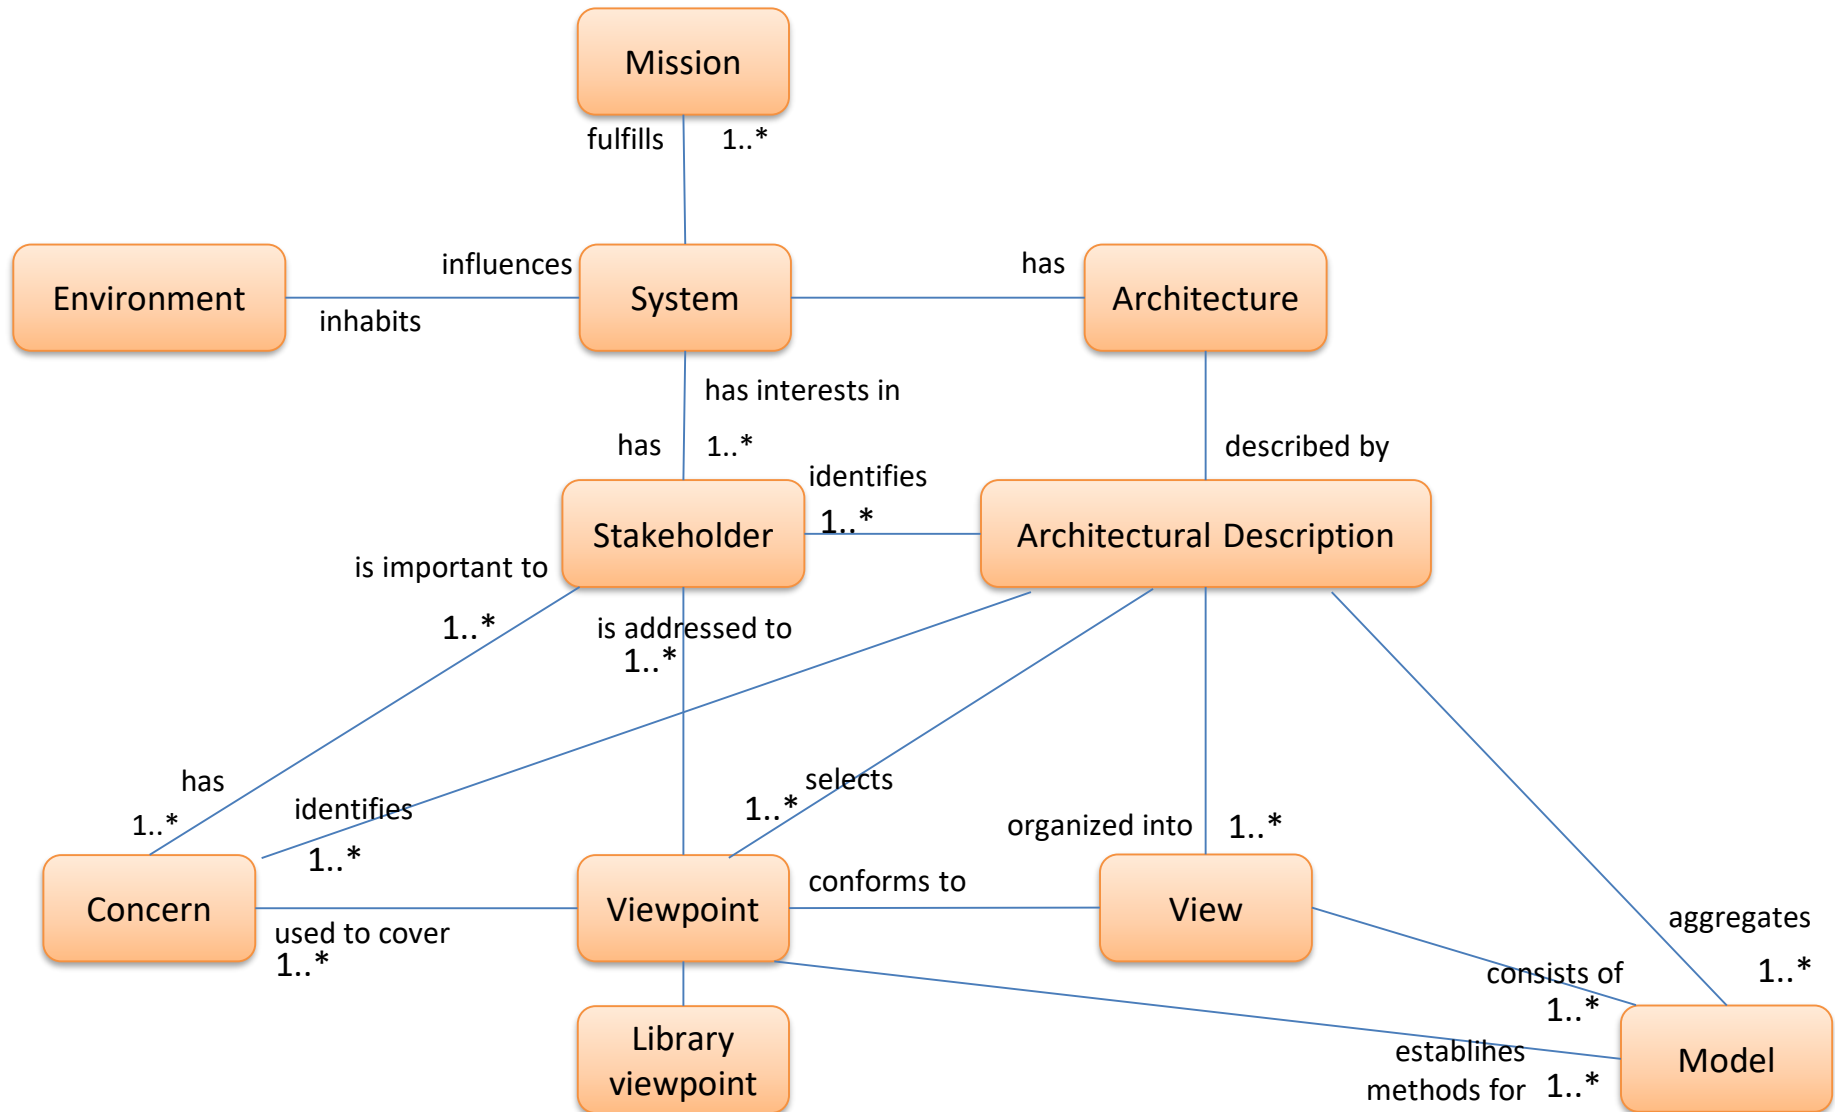 Mission
fulfills 1..*
influences
has
Environment
System
Architecture
inhabits
has interests in
has 1..*
described by
identifies
1..*
Stakeholder
Architectural Description
is important to
1..*
is addressed to
1..*
has
1..*
identifies
1..*
selects
1..*
organized into 1..*
Concern
Viewpoint
conforms to
View
used to cover
1..*
aggregates
1..*
consists of
1..*
Library
viewpoint
establihes
methods for 1..*
Model